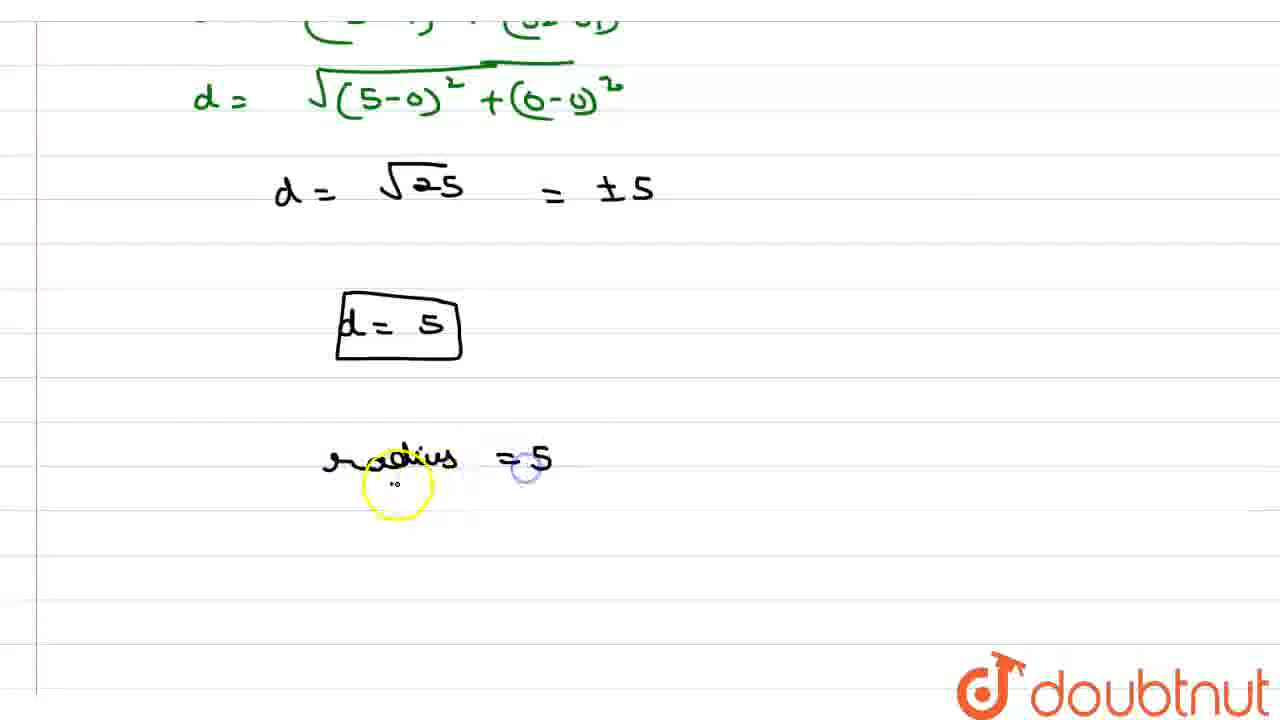 d = √(5-0)² + (0-0)²
d = √25 = ±5
d = 5
radius = 5
doubtnut